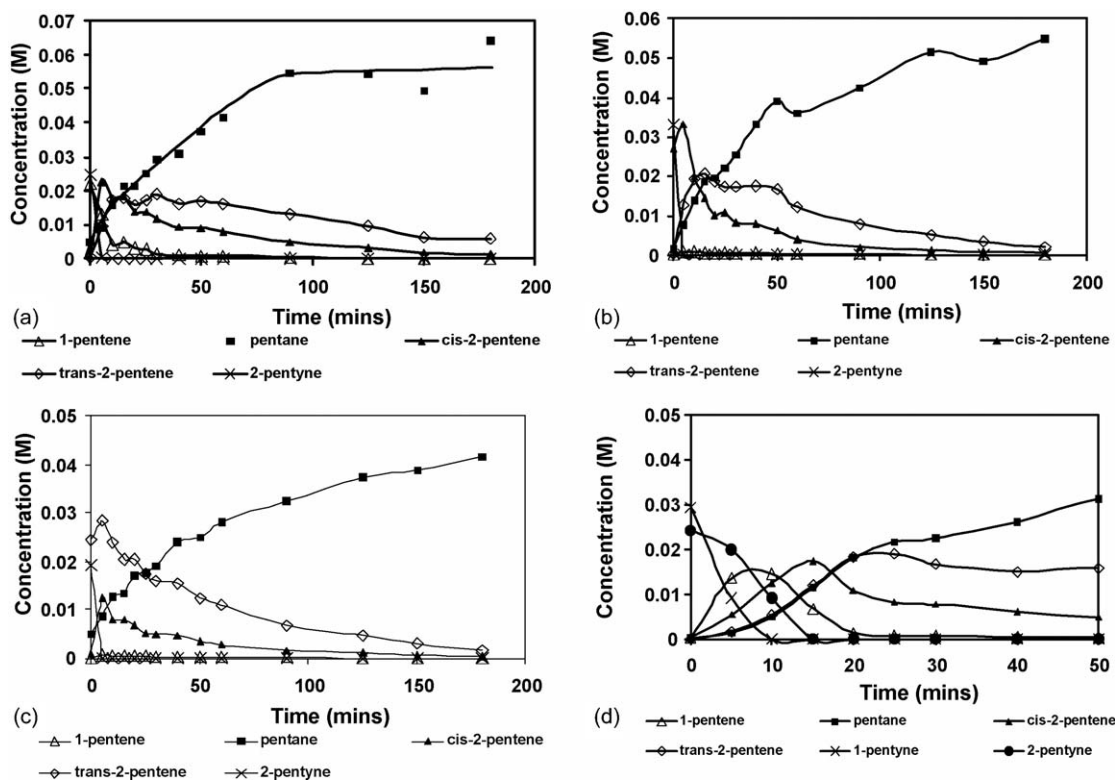 0.07
0.06
0.05
0.04
0.03
0.02
0.01
0
Concentration (M)
0 50 100 150 200
Time (mins)
(a)
1-pentene pentane cis-2-pentene
trans-2-pentene 2-pentyne
0.07
0.06
0.05
0.04
0.03
0.02
0.01
0
Concentration (M)
0 50 100 150 200
Time (mins)
(b)
1-pentene pentane cis-2-pentene
trans-2-pentene 2-pentyne
0.05
0.04
0.03
0.02
0.01
0
Concentration (M)
0 50 100 150 200
Time (mins)
(c)
1-pentene pentane cis-2-pentene
trans-2-pentene 2-pentyne
0.05
0.04
0.03
0.02
0.01
0
Concentration (M)
0 10 20 30 40 50
Time (mins)
(d)
1-pentene pentane cis-2-pentene
trans-2-pentene 1-pentyne 2-pentyne